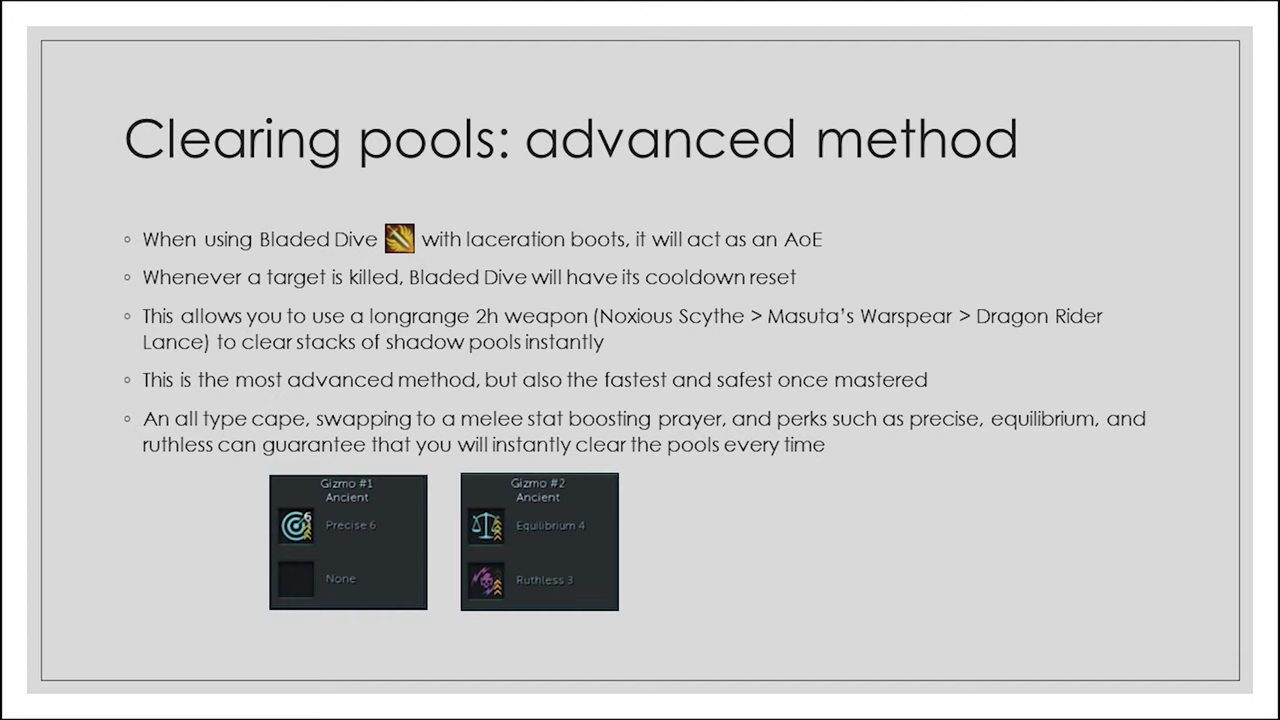 Clearing pools: advanced method
◦ When using Bladed Dive with laceration boots, it will act as an AoE
◦ Whenever a target is killed, Bladed Dive will have its cooldown reset
◦ This allows you to use a longrange 2h weapon (Noxious Scythe > Masuta's Warspear > Dragon Rider
Lance) to clear stacks of shadow pools instantly
◦ This is the most advanced method, but also the fastest and safest once mastered
◦ An all type cape, swapping to a melee stat boosting prayer, and perks such as precise, equilibrium, and
ruthless can guarantee that you will instantly clear the pools every time
Gizmo #1
Ancient
6
Precise 6
None
Gizmo #2
Ancient
Equilibrium 4
Ruthless 3